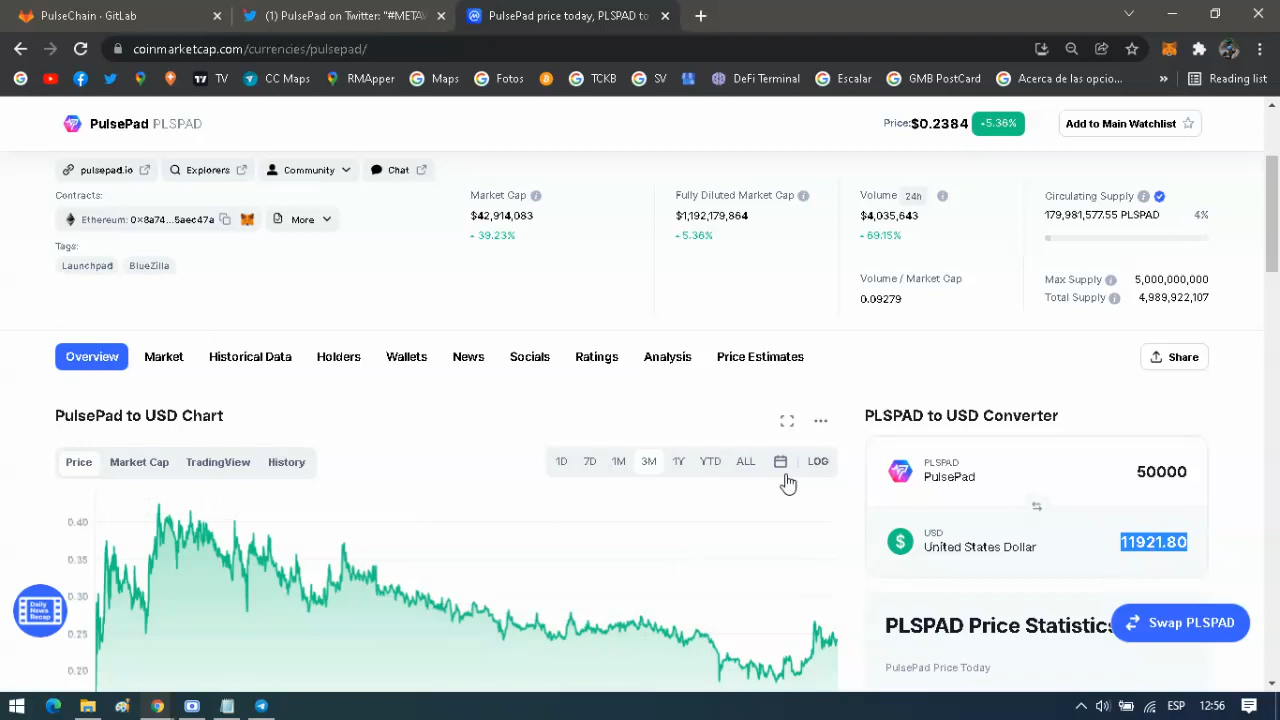 PulseChain · GitLab
(1) PulsePad on Twitter: "#META
PulsePad price today, PLSPAD to
coinmarketcap.com/currencies/pulsepad/
TV
CC Maps
RMApper
Maps
Fotos
TCKB
SV
DeFi Terminal
Escalar
GMB PostCard
Acerca de las opcio...
»
Reading list
PulsePad PLSPAD
Price: $0.2384
5.36%
Add to Main Watchlist
pulsepad.io
Explorers
Community
Chat
Contracts:
Ethereum: 0x8a74...5aec47a
More
Tags:
Launchpad
BlueZilla
Market Cap
$42,914,083
39.23%
Fully Diluted Market Cap
$1,192,179,864
5.36%
Volume 24h
$4,035,643
69.15%
Volume / Market Cap
0.09279
Circulating Supply
179,981,577.55 PLSPAD 4%
Max Supply 5,000,000,000
Total Supply 4,989,922,107
Overview
Market
Historical Data
Holders
Wallets
News
Socials
Ratings
Analysis
Price Estimates
Share
PulsePad to USD Chart
Price
Market Cap
TradingView
History
1D
7D
1M
3M
1Y
YTD
ALL
LOG
0.40
0.35
0.30
0.25
0.20
Daily
News
Recap
PLSPAD to USD Converter
PLSPAD
PulsePad
50000
USD
United States Dollar
11921.80
PLSPAD Price Statistics
PulsePad Price Today
Swap PLSPAD
ESP
12:56